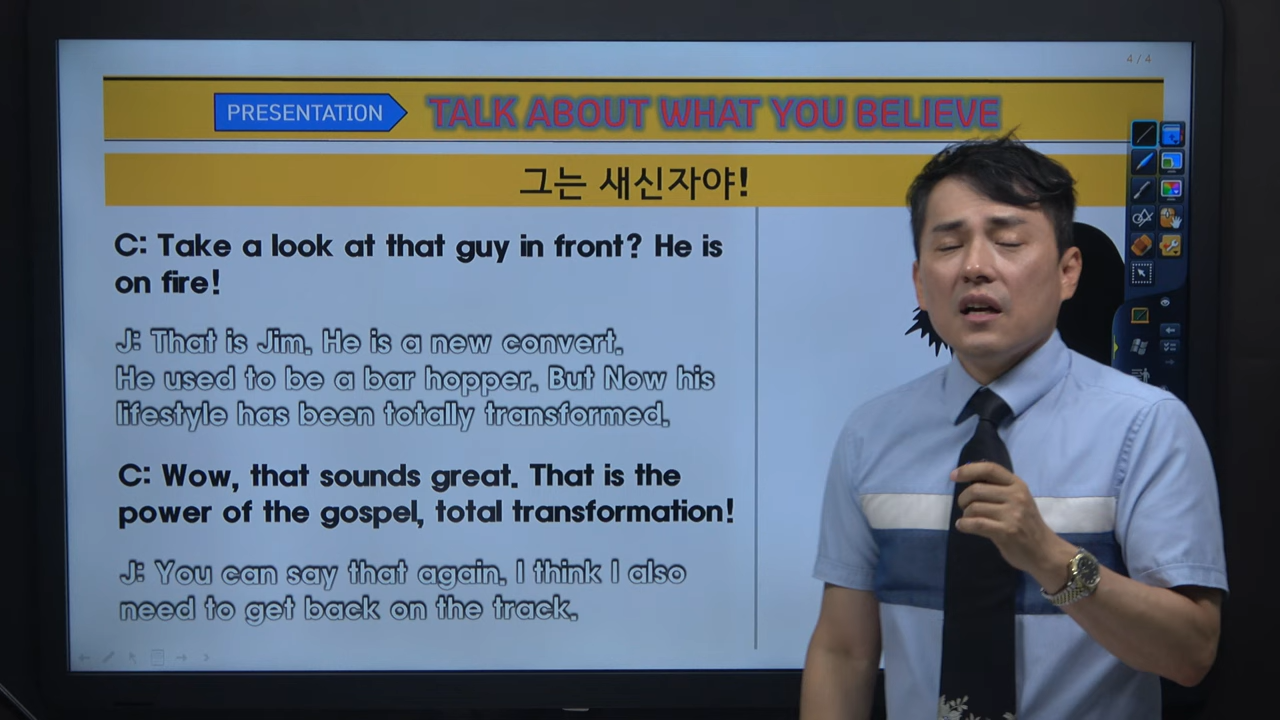 4 / 4
PRESENTATION
TALK ABOUT WHAT YOU BELIEVE
그는 새신자야!
C: Take a look at that guy in front? He is
on fire!
J: That is Jim. He is a new convert.
He used to be a bar hopper. But Now his
lifestyle has been totally transformed.
C: Wow, that sounds great. That is the
power of the gospel, total transformation!
J: You can say that again. I think I also
need to get back on the track.